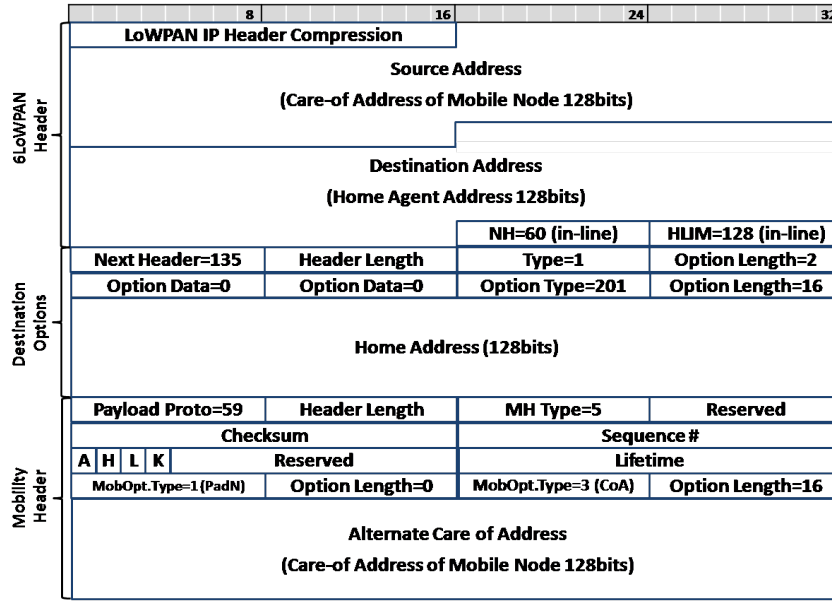 8 16 24 32
LoWPAN IP Header Compression
Source Address
(Care-of Address of Mobile Node 128bits)
6LoWPAN
Header
Destination Address
(Home Agent Address 128bits)
NH=60 (in-line) HLIM=128 (in-line)
Next Header=135 Header Length Type=1 Option Length=2
Option Data=0 Option Data=0 Option Type=201 Option Length=16
Destination
Options
Home Address (128bits)
Payload Proto=59 Header Length MH Type=5 Reserved
Checksum Sequence #
A H L K Reserved Lifetime
MobOpt.Type=1(PadN) Option Length=0 MobOpt.Type=3 (CoA) Option Length=16
Mobility
Header
Alternate Care of Address
(Care-of Address of Mobile Node 128bits)